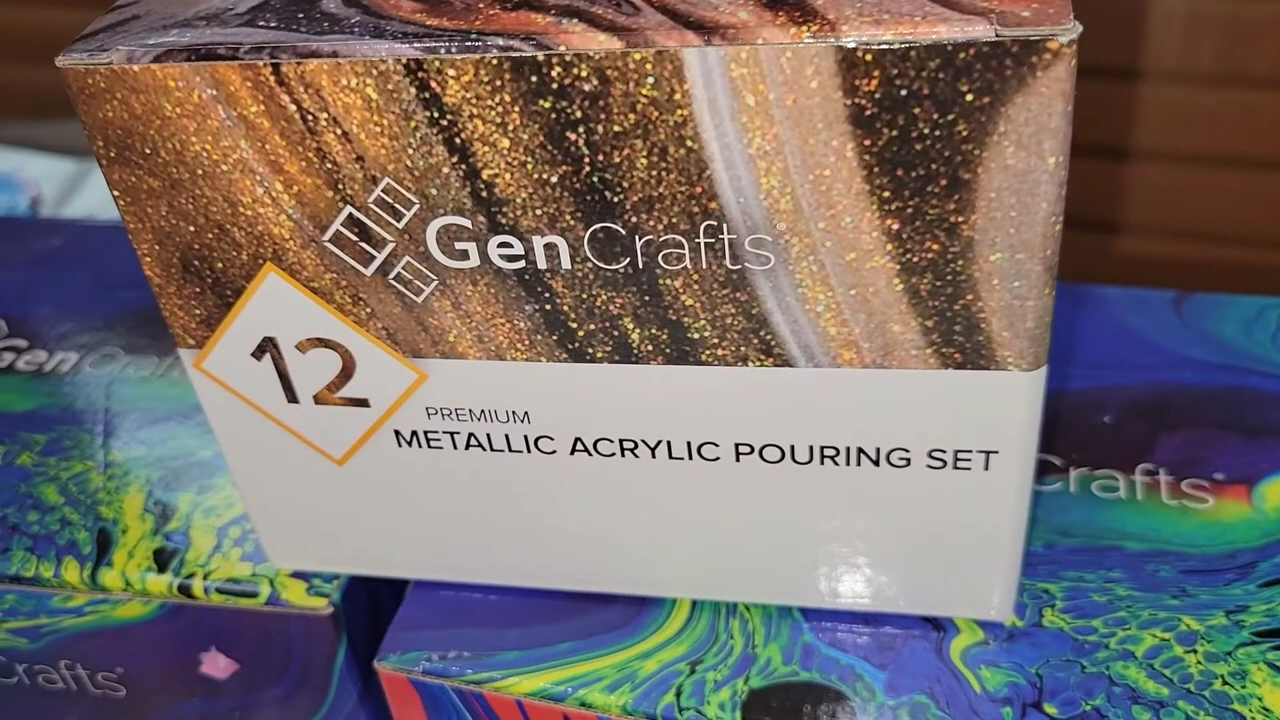 GenCrafts®
12
PREMIUM
METALLIC ACRYLIC POURING SET
GenCrafts
Crafts
Crafts